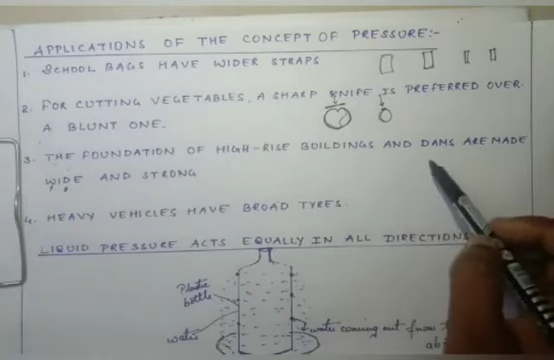 APPLICATIONS OF THE CONCEPT OF PRESSURE:-
1. SCHOOL BAGS HAVE WIDER STRAPS
2. FOR CUTTING VEGETABLES, A SHARP KNIFE IS PREFERRED OVER
A BLUNT ONE.
3. THE FOUNDATION OF HIGH-RISE BUILDINGS AND DAMS ARE MADE
WIDE AND STRONG
4. HEAVY VEHICLES HAVE BROAD TYRES.
LIQUID PRESSURE ACTS EQUALLY IN ALL DIRECTIONS
Plastic
bottle
water
water coming out from